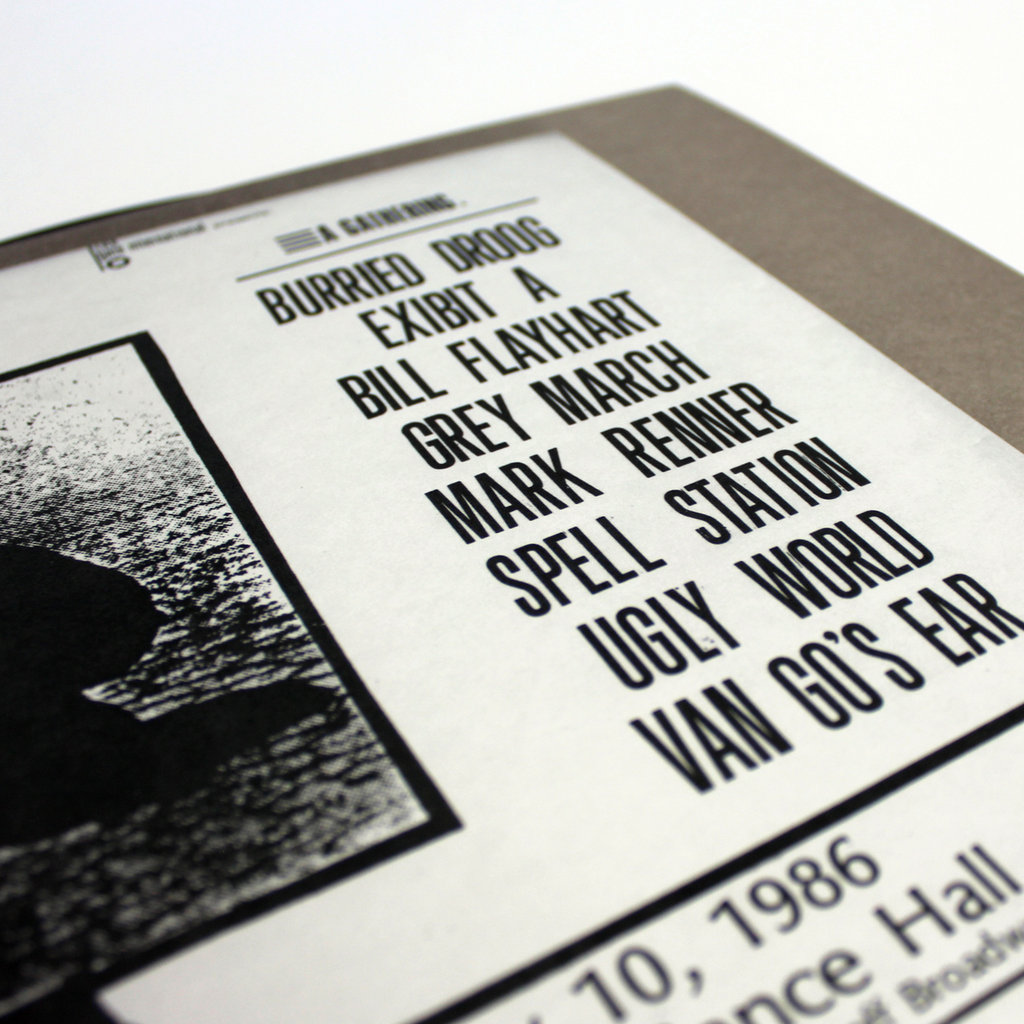 A GATHERING.
BURRIED DROOG
EXIBIT A
BILL FLAYHART
GREY MARCH
MARK RENNER
SPELL STATION
UGLY WORLD
VAN GO'S EAR
10, 1986
Hall